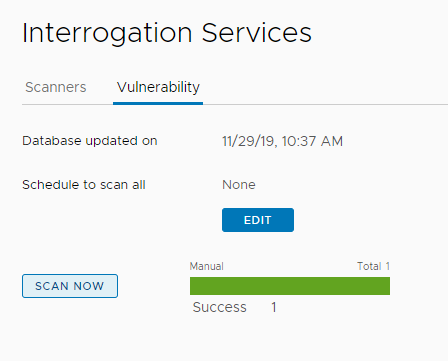 Interrogation Services
Scanners Vulnerability
Database updated on 11/29/19, 10:37 AM
Schedule to scan all None
EDIT
Manual Total 1
SCAN NOW
Success 1